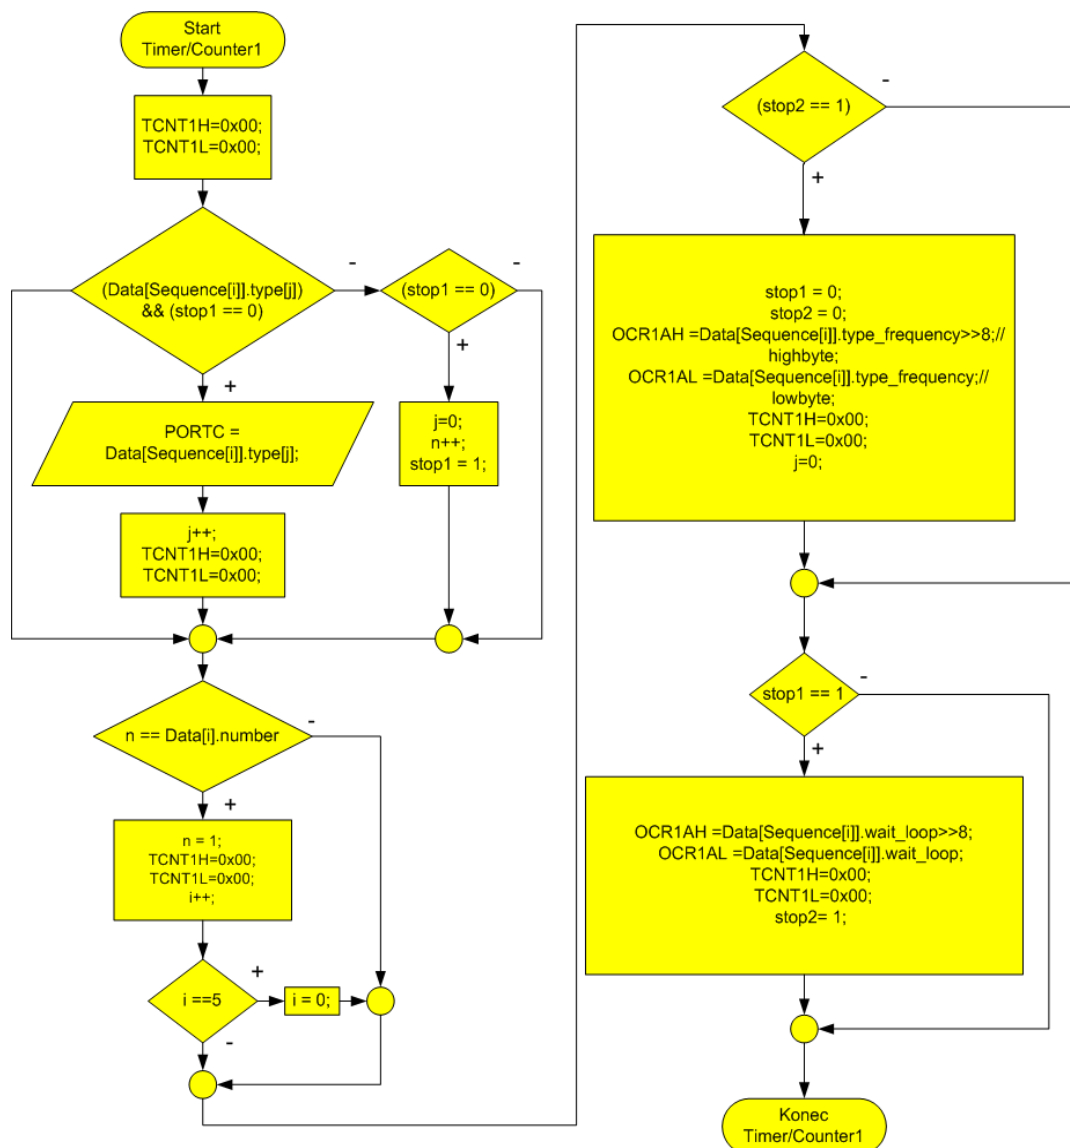 Start
Timer/Counter1
TCNT1H=0x00;
TCNT1L=0x00;
(Data[Sequence[i]].type[j])
&& (stop1 == 0)
-
(stop1 == 0)
-
+
+
PORTC =
Data[Sequence[i]].type[j];
j=0;
n++;
stop1 = 1;
j++;
TCNT1H=0x00;
TCNT1L=0x00;
n == Data[i].number
-
+
n = 1;
TCNT1H=0x00;
TCNT1L=0x00;
i++;
i ==5
+
i = 0;
-
(stop2 == 1)
-
+
stop1 = 0;
stop2 = 0;
OCR1AH =Data[Sequence[i]].type_frequency>>8;//
highbyte;
OCR1AL =Data[Sequence[i]].type_frequency;//
lowbyte;
TCNT1H=0x00;
TCNT1L=0x00;
j=0;
stop1 == 1
-
+
OCR1AH =Data[Sequence[i]].wait_loop>>8;
OCR1AL =Data[Sequence[i]].wait_loop;
TCNT1H=0x00;
TCNT1L=0x00;
stop2= 1;
Konec
Timer/Counter1